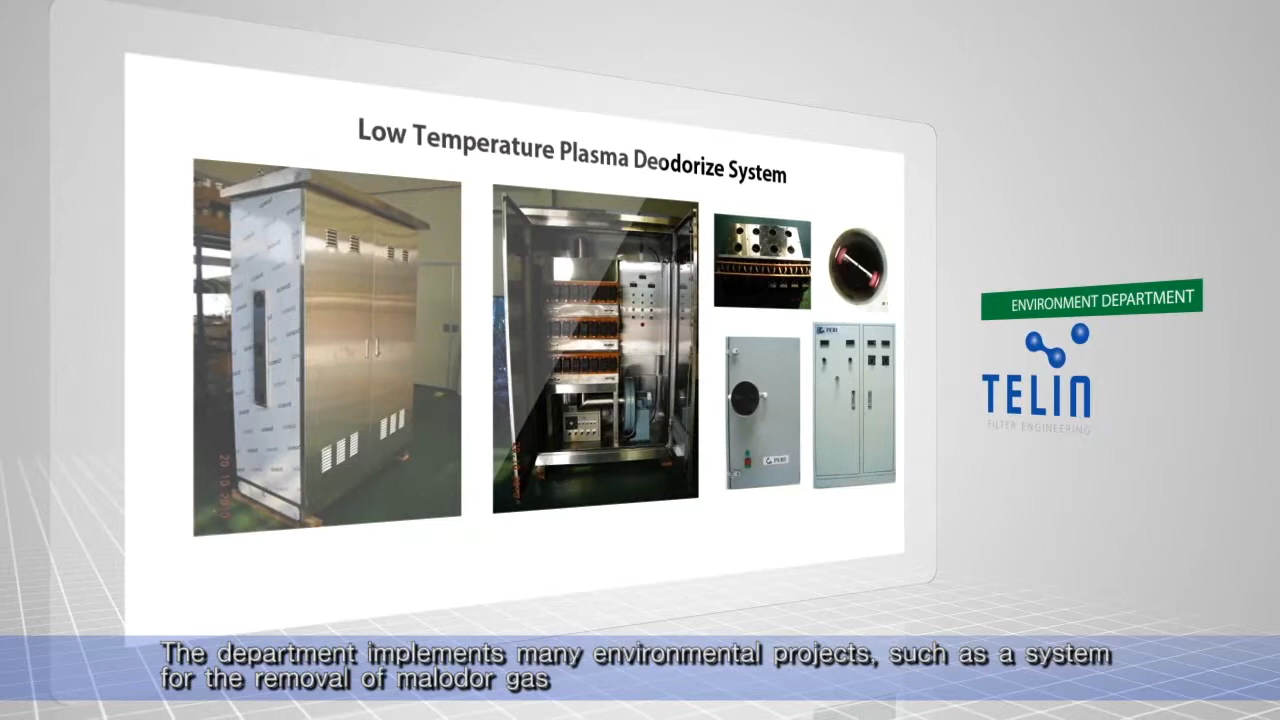 Low Temperature Plasma Deodorize System
ENVIRONMENT DEPARTMENT
TELIN
FILTER ENGINEERING
The department implements many environmental projects, such as a system
for the removal of malodor gas